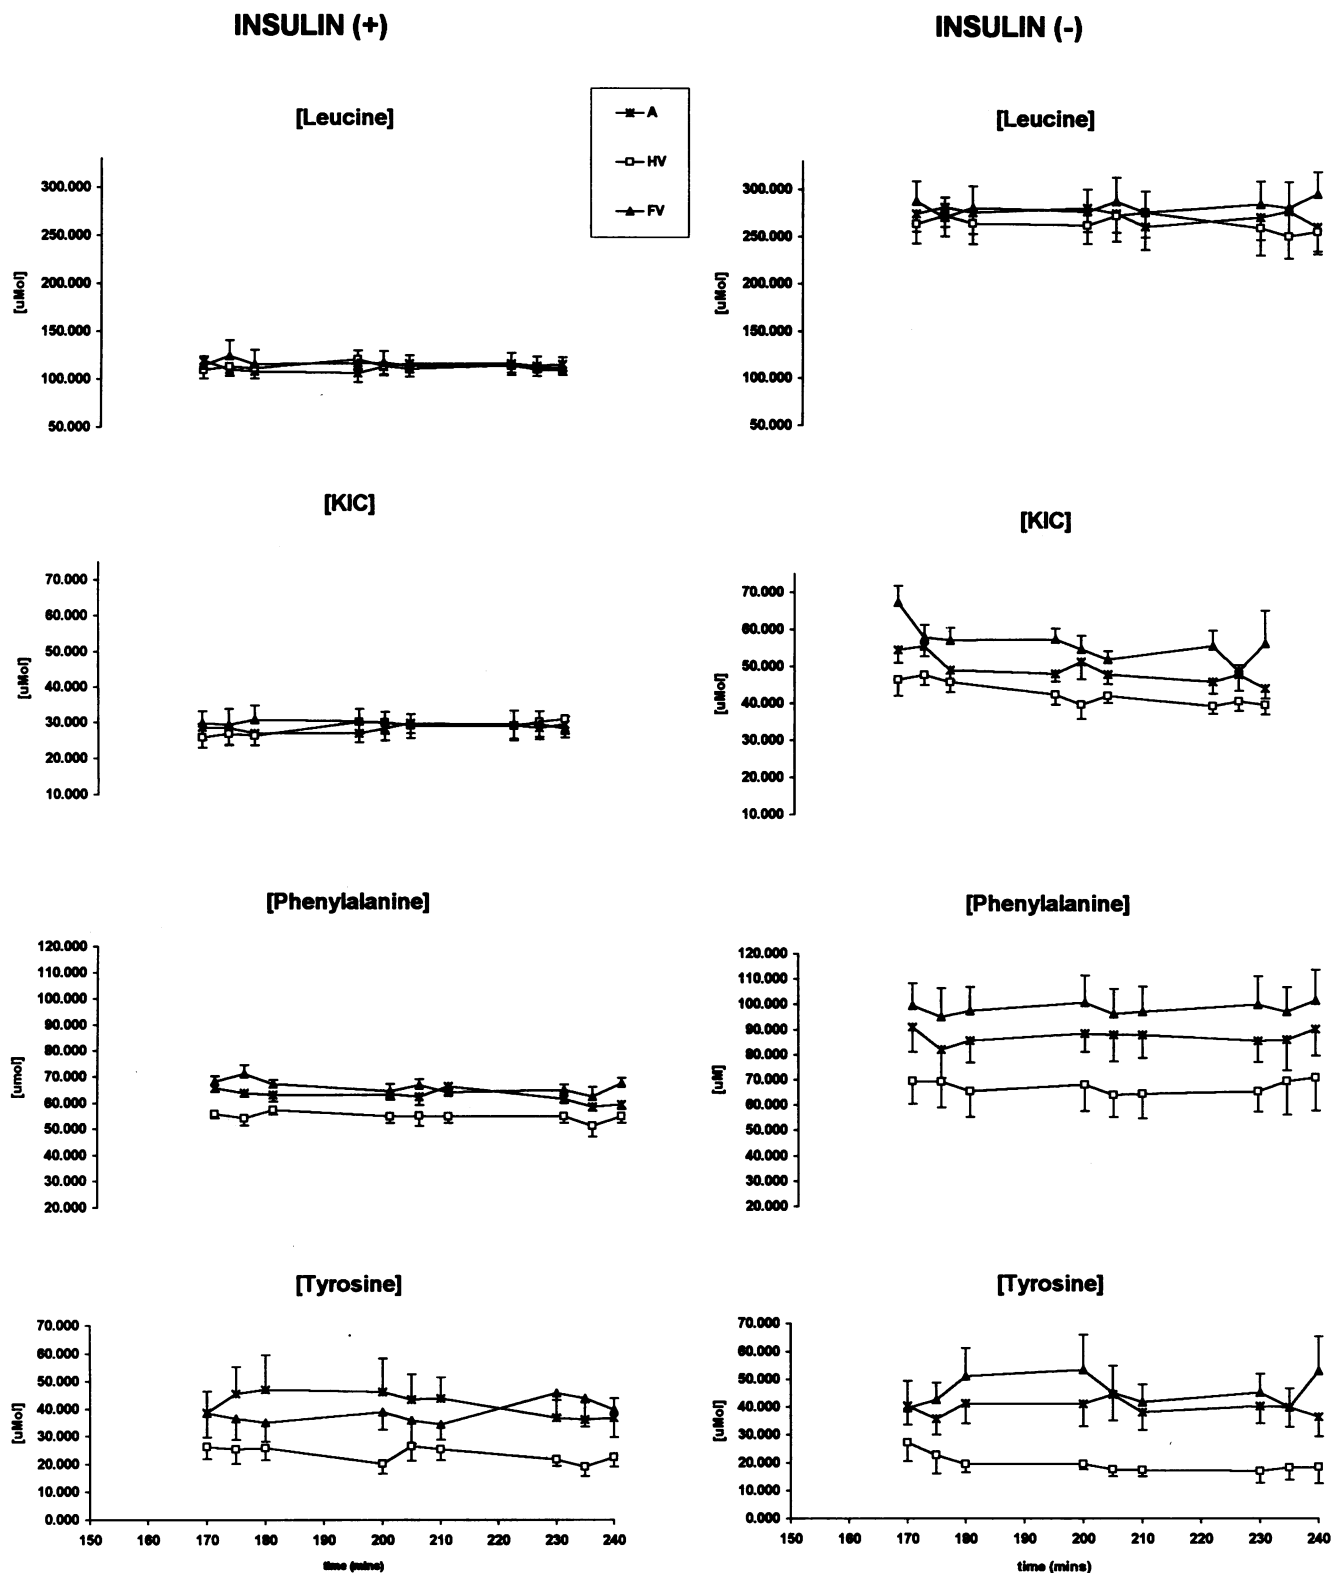 INSULIN (+)
INSULIN (-)
A
HV
FV
[Leucine]
300.000
250.000
200.000
150.000
100.000
50.000
[uMol]
[Leucine]
300.000
250.000
200.000
150.000
100.000
50.000
[uMol]
[KIC]
70.000
60.000
50.000
40.000
30.000
20.000
10.000
[uMol]
[KIC]
70.000
60.000
50.000
40.000
30.000
20.000
10.000
[uMol]
[Phenylalanine]
120.000
110.000
100.000
90.000
80.000
70.000
60.000
50.000
40.000
30.000
20.000
[umol]
[Phenylalanine]
120.000
110.000
100.000
90.000
80.000
70.000
60.000
50.000
40.000
30.000
20.000
[uM]
[Tyrosine]
70.000
60.000
50.000
40.000
30.000
20.000
10.000
0.000
[uMol]
150 160 170 180 190 200 210 220 230 240
time (mins)
[Tyrosine]
70.000
60.000
50.000
40.000
30.000
20.000
10.000
0.000
[uMol]
150 160 170 180 190 200 210 220 230 240
time (mins)